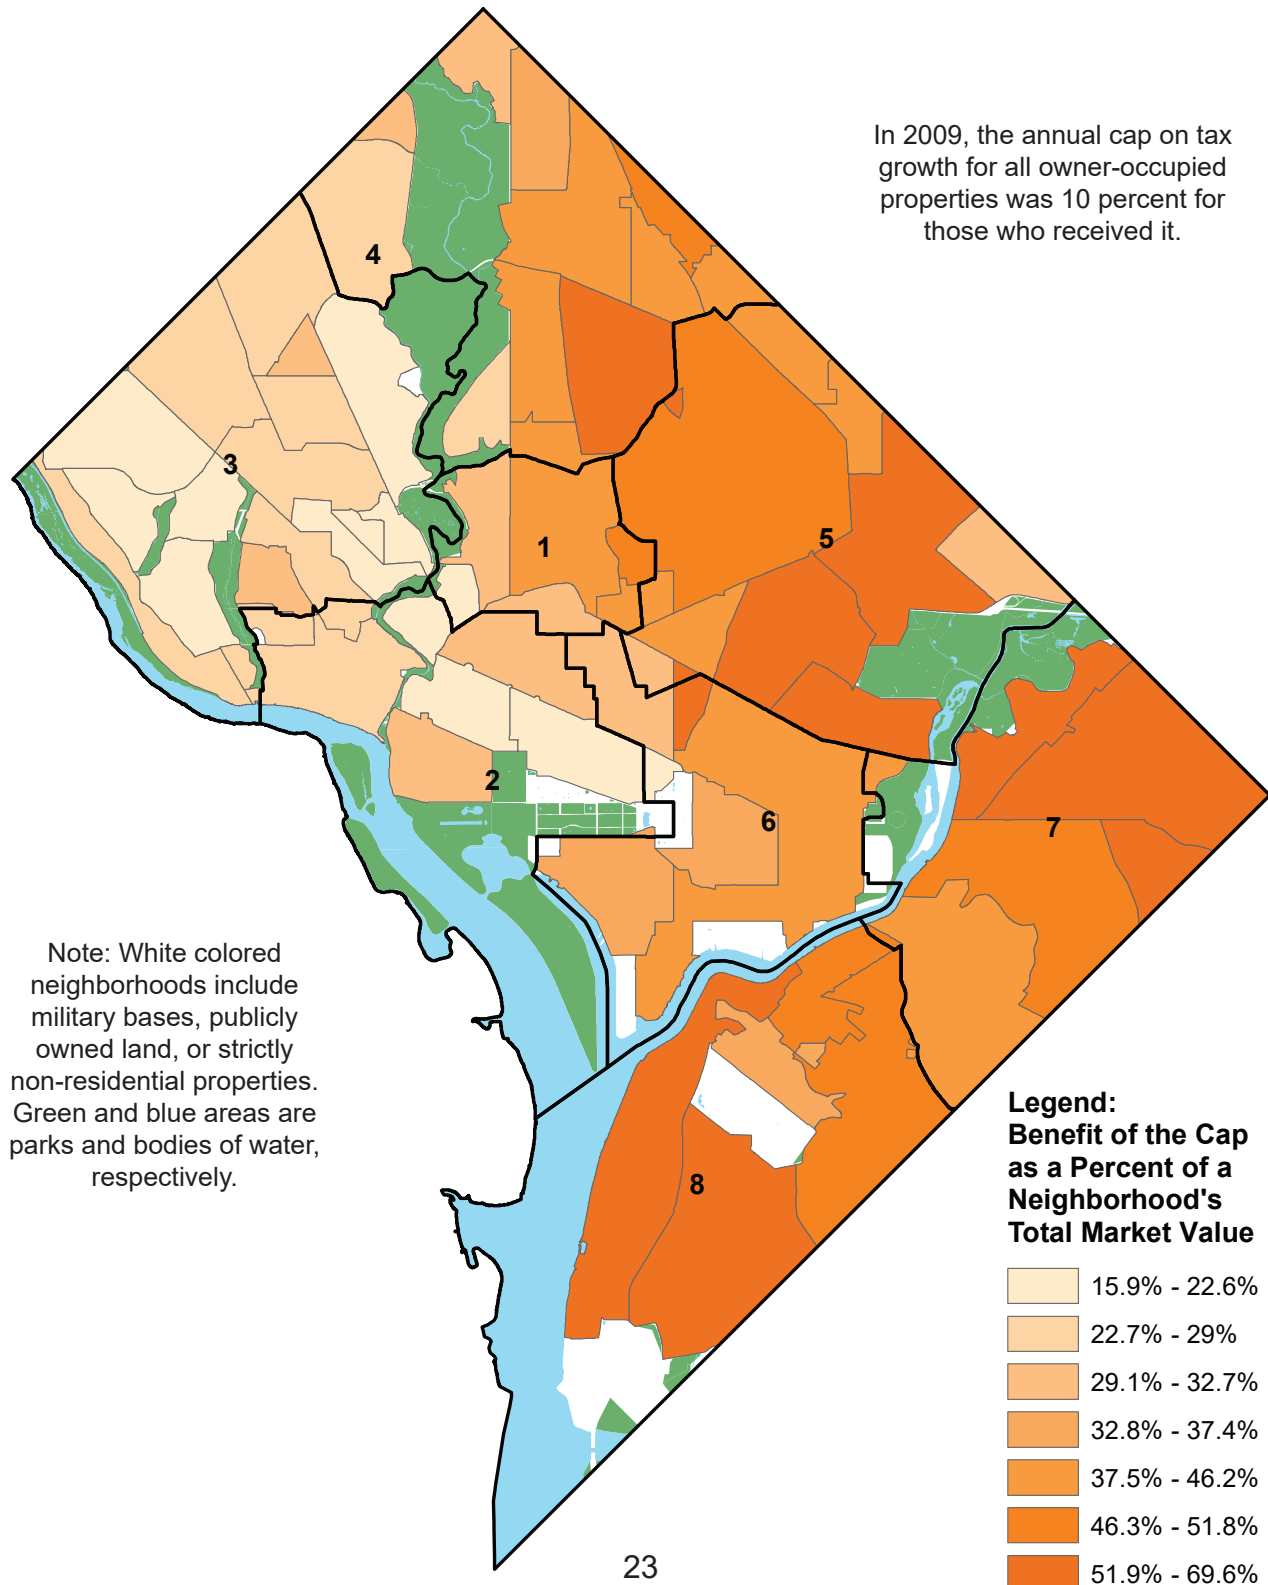 In 2009, the annual cap on tax
growth for all owner-occupied
properties was 10 percent for
those who received it.
4
3
1
5
2
6
7
8
Note: White colored
neighborhoods include
military bases, publicly
owned land, or strictly
non-residential properties.
Green and blue areas are
parks and bodies of water,
respectively.
Legend:
Benefit of the Cap
as a Percent of a
Neighborhood's
Total Market Value
15.9% - 22.6%
22.7% - 29%
29.1% - 32.7%
32.8% - 37.4%
37.5% - 46.2%
46.3% - 51.8%
51.9% - 69.6%
23